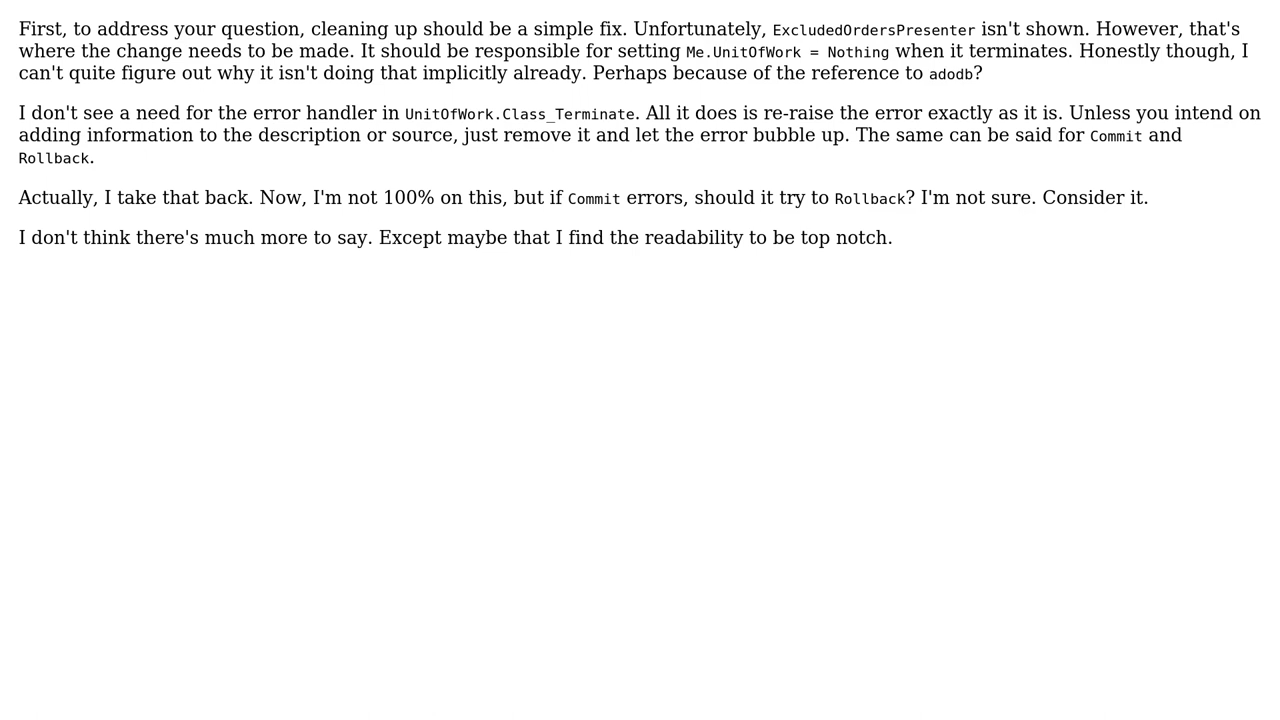 First, to address your question, cleaning up should be a simple fix. Unfortunately, ExcludedOrdersPresenter isn't shown. However, that's
where the change needs to be made. It should be responsible for setting Me.UnitOfWork = Nothing when it terminates. Honestly though, I
can't quite figure out why it isn't doing that implicitly already. Perhaps because of the reference to adodb?
I don't see a need for the error handler in UnitOfWork.Class_Terminate. All it does is re-raise the error exactly as it is. Unless you intend on
adding information to the description or source, just remove it and let the error bubble up. The same can be said for Commit and
Rollback.
Actually, I take that back. Now, I'm not 100% on this, but if Commit errors, should it try to Rollback? I'm not sure. Consider it.
I don't think there's much more to say. Except maybe that I find the readability to be top notch.